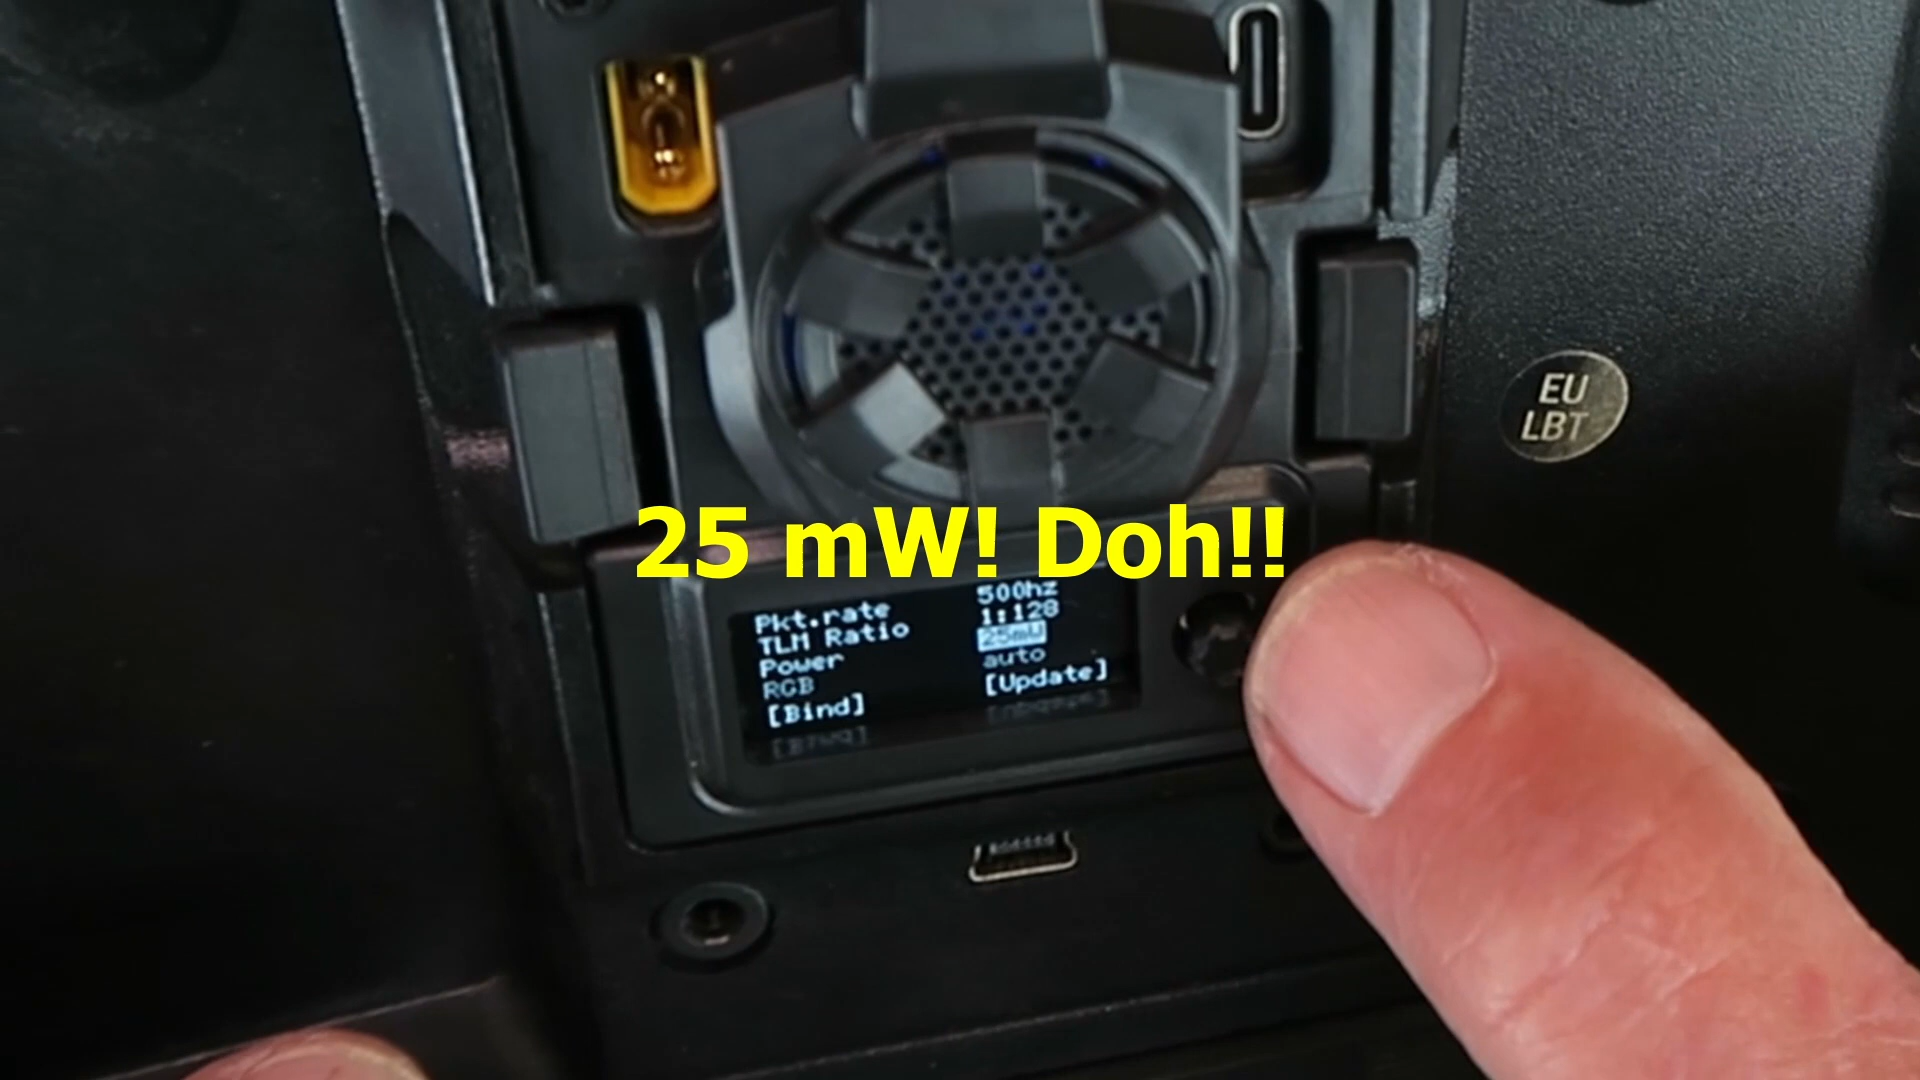 EU
LBT
25 mW! Doh!!
Pkt.rate 500hz
TLM Ratio 1:128
Power 25mW
RGB auto
[Bind] [Update]